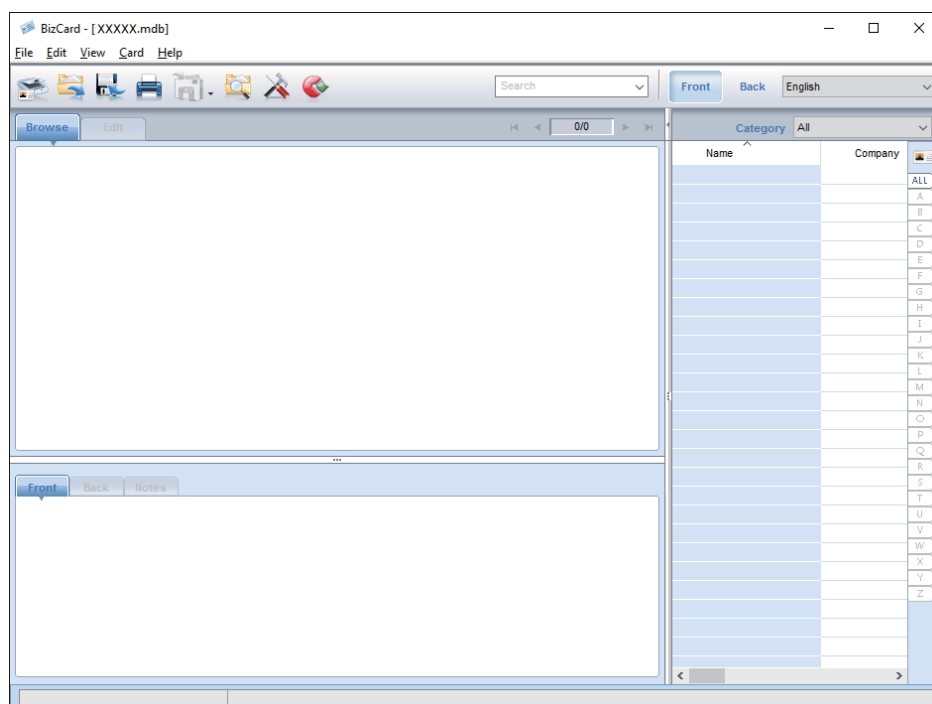 BizCard - [XXXXX.mdb]
File Edit View Card Help
Search
Front Back English
Browse Edit 0/0
Category All
Name Company
ALL
A
B
C
D
E
F
G
H
I
J
K
L
M
N
O
P
Q
R
S
T
U
V
W
X
Y
Z
Front Back Notes